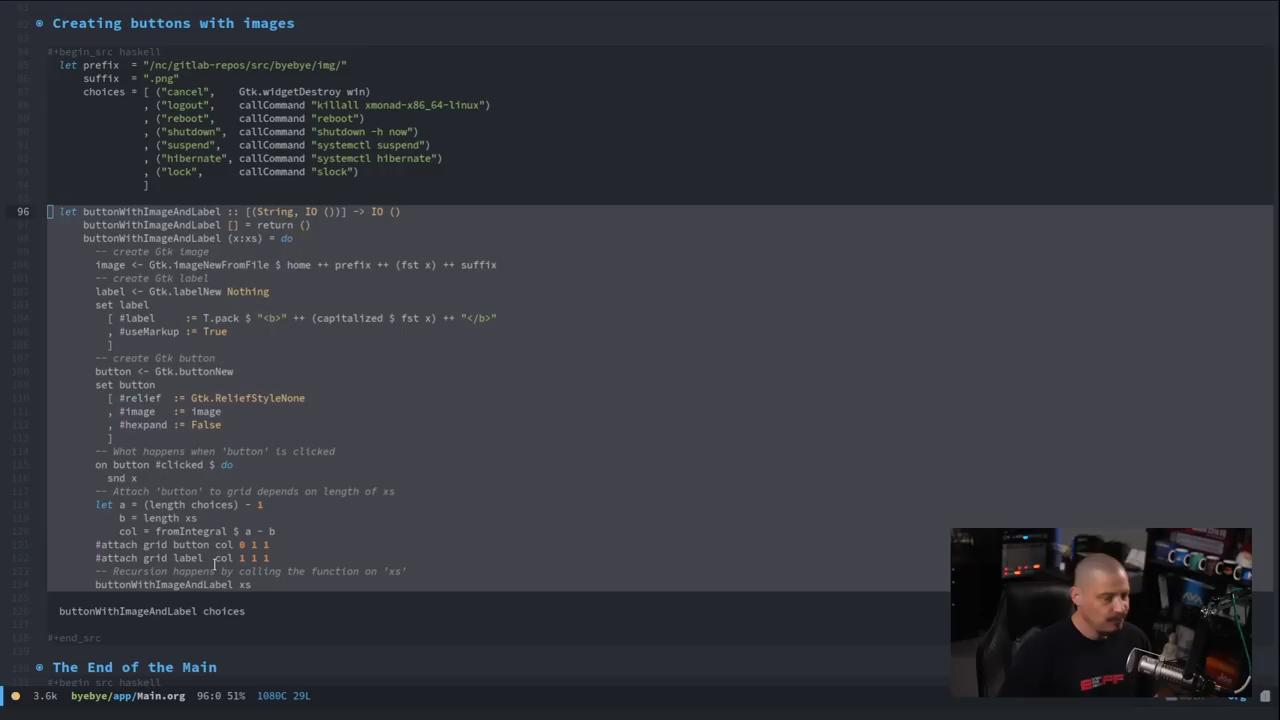 Creating buttons with images
#+begin_src haskell
let prefix = "/nc/gitlab-repos/src/byebye/img/"
suffix = ".png"
choices = [ ("cancel", Gtk.widgetDestroy win)
, ("logout", callCommand "killall xmonad-x86_64-linux")
, ("reboot", callCommand "reboot")
, ("shutdown", callCommand "shutdown -h now")
, ("suspend", callCommand "systemctl suspend")
, ("hibernate", callCommand "systemctl hibernate")
, ("lock", callCommand "slock")
]
96 let buttonWithImageAndLabel :: [(String, IO ())] -> IO ()
buttonWithImageAndLabel [] = return ()
buttonWithImageAndLabel (x:xs) = do
-- create Gtk image
image <- Gtk.imageNewFromFile $ home ++ prefix ++ (fst x) ++ suffix
-- create Gtk label
label <- Gtk.labelNew Nothing
set label
[ #label := T.pack $ "<b>" ++ (capitalized $ fst x) ++ "</b>"
, #useMarkup := True
]
-- create Gtk button
button <- Gtk.buttonNew
set button
[ #relief := Gtk.ReliefStyleNone
, #image := image
, #hexpand := False
]
-- What happens when 'button' is clicked
on button #clicked $ do
snd x
-- Attach 'button' to grid depends on length of xs
let a = (length choices) - 1
b = length xs
col = fromIntegral $ a - b
#attach grid button col 0 1 1
#attach grid label col 1 1 1
-- Recursion happens by calling the function on 'xs'
buttonWithImageAndLabel xs
buttonWithImageAndLabel choices
#+end_src
The End of the Main
#+begin_src haskell
3.6k byebye/app/Main.org 96:0 51% 1080C 29L